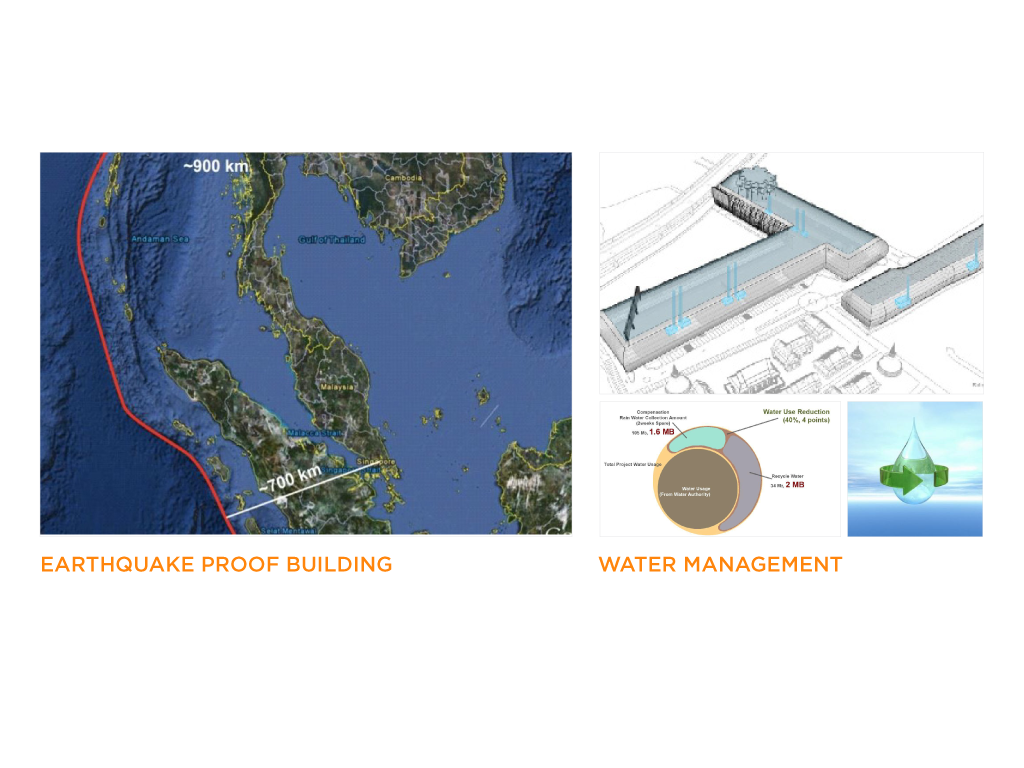 ~900 km
Cambodia
Andaman Sea
Gulf of Thailand
Malaysia
Malacca Strait
Singapore
~700 km
Selat Mentawai
EARTHQUAKE PROOF BUILDING
Compensation
Rain Water Collection Amount
(2weeks Spare)
1.6 MB
Water Use Reduction
(40%, 4 points)
Total Project Water Usage
Recycle Water
2 MB
Water Usage
(From Water Authority)
WATER MANAGEMENT